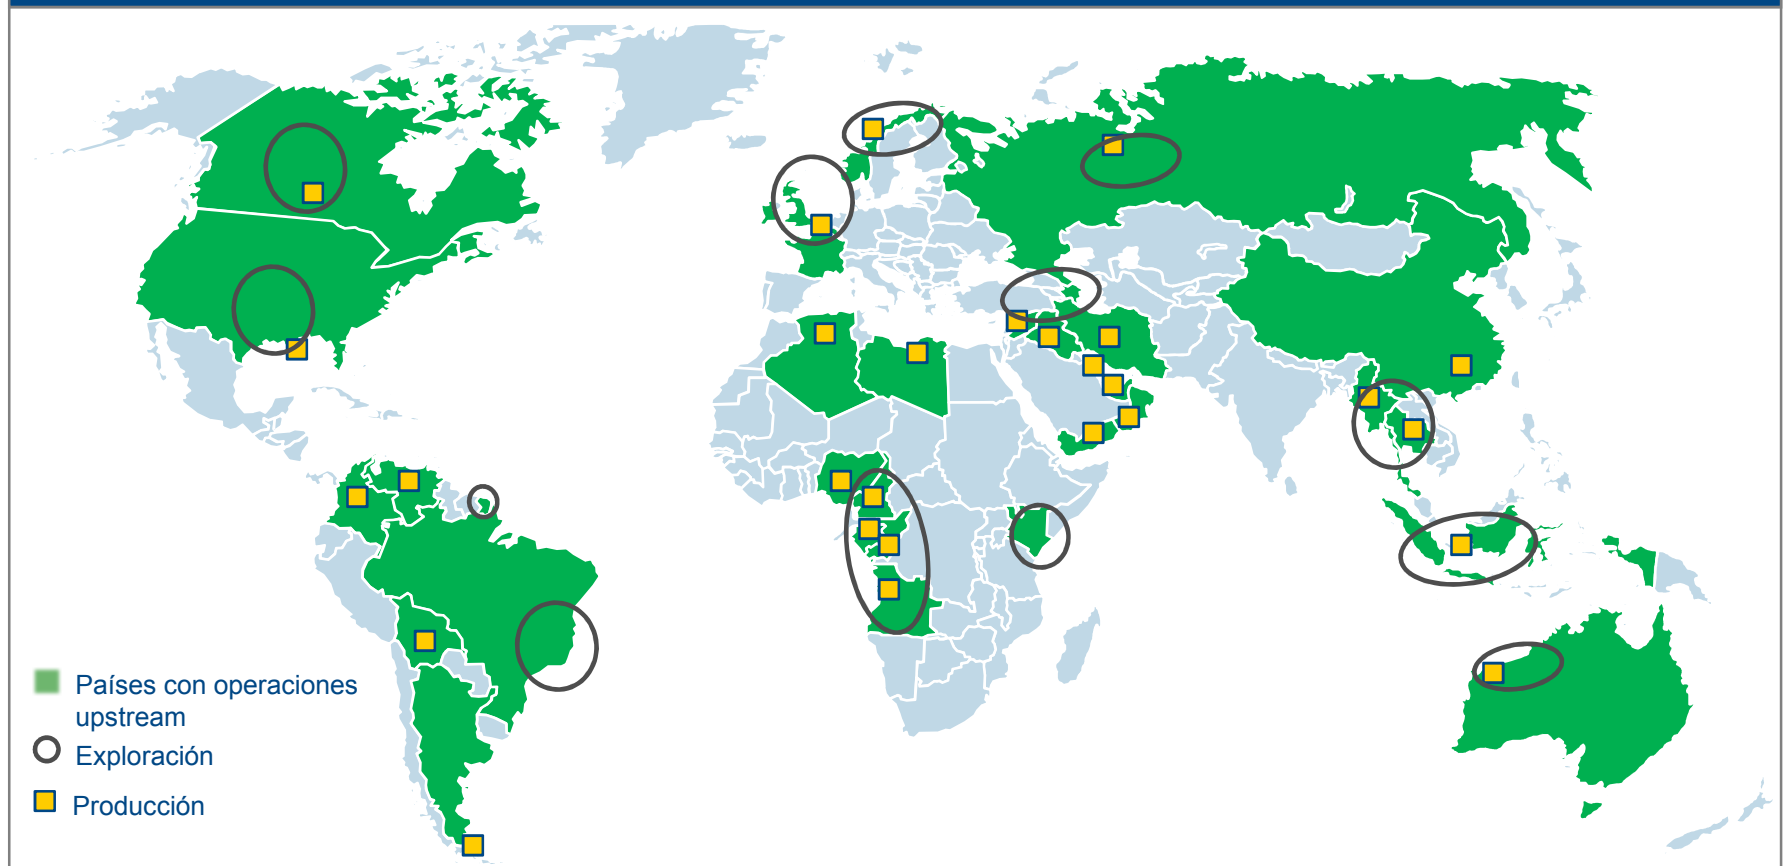 Países con operaciones
upstream
Exploración
Producción